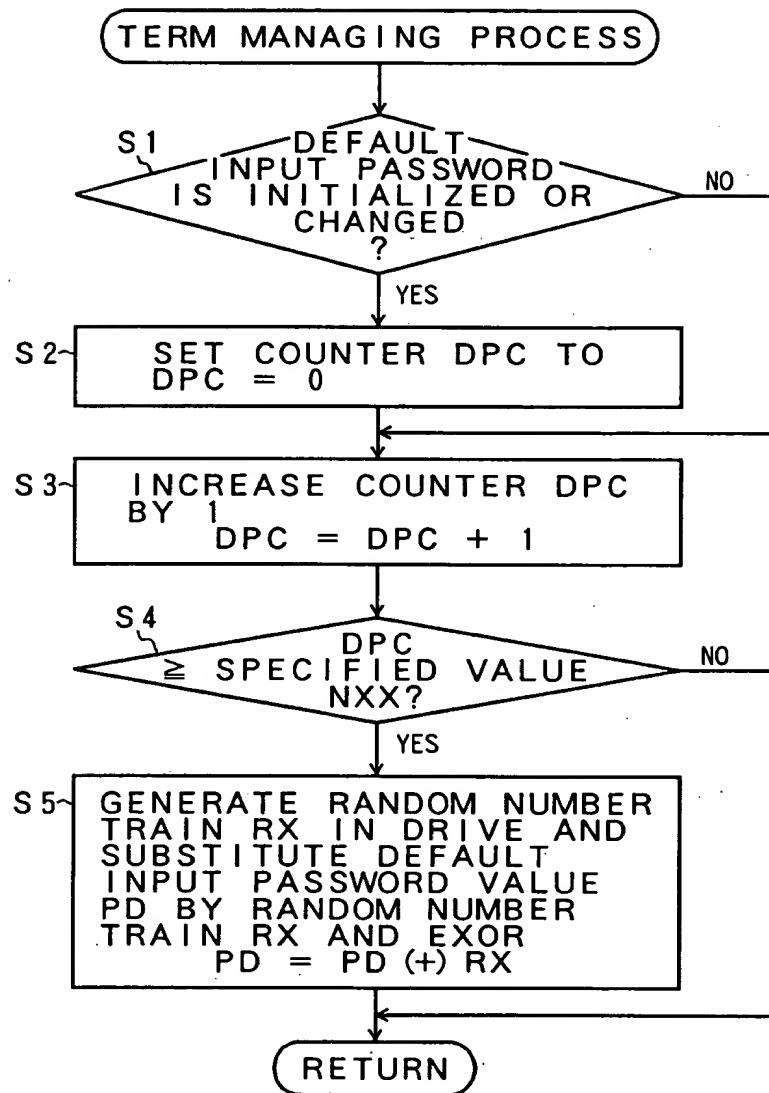 TERM MANAGING PROCESS
S1
DEFAULT
INPUT PASSWORD
IS INITIALIZED OR
CHANGED
?
NO
YES
S2
SET COUNTER DPC TO
DPC = 0
S3
INCREASE COUNTER DPC
BY 1
DPC = DPC + 1
S4
DPC
≧ SPECIFIED VALUE
NXX?
NO
YES
S5
GENERATE RANDOM NUMBER
TRAIN RX IN DRIVE AND
SUBSTITUTE DEFAULT
INPUT PASSWORD VALUE
PD BY RANDOM NUMBER
TRAIN RX AND EXOR
PD = PD (+) RX
RETURN